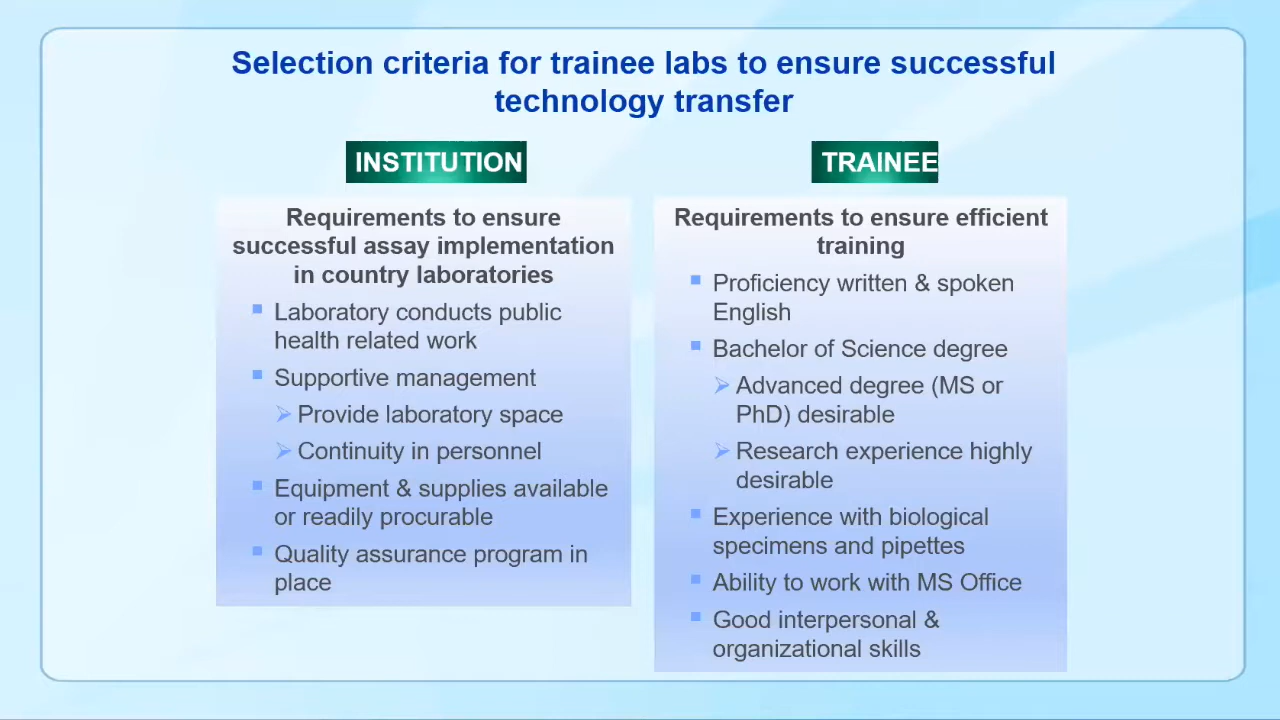 Selection criteria for trainee labs to ensure successful
technology transfer
INSTITUTION
Requirements to ensure
successful assay implementation
in country laboratories
Laboratory conducts public
health related work
Supportive management
Provide laboratory space
Continuity in personnel
Equipment & supplies available
or readily procurable
Quality assurance program in
place
TRAINEE
Requirements to ensure efficient
training
Proficiency written & spoken
English
Bachelor of Science degree
Advanced degree (MS or
PhD) desirable
Research experience highly
desirable
Experience with biological
specimens and pipettes
Ability to work with MS Office
Good interpersonal &
organizational skills